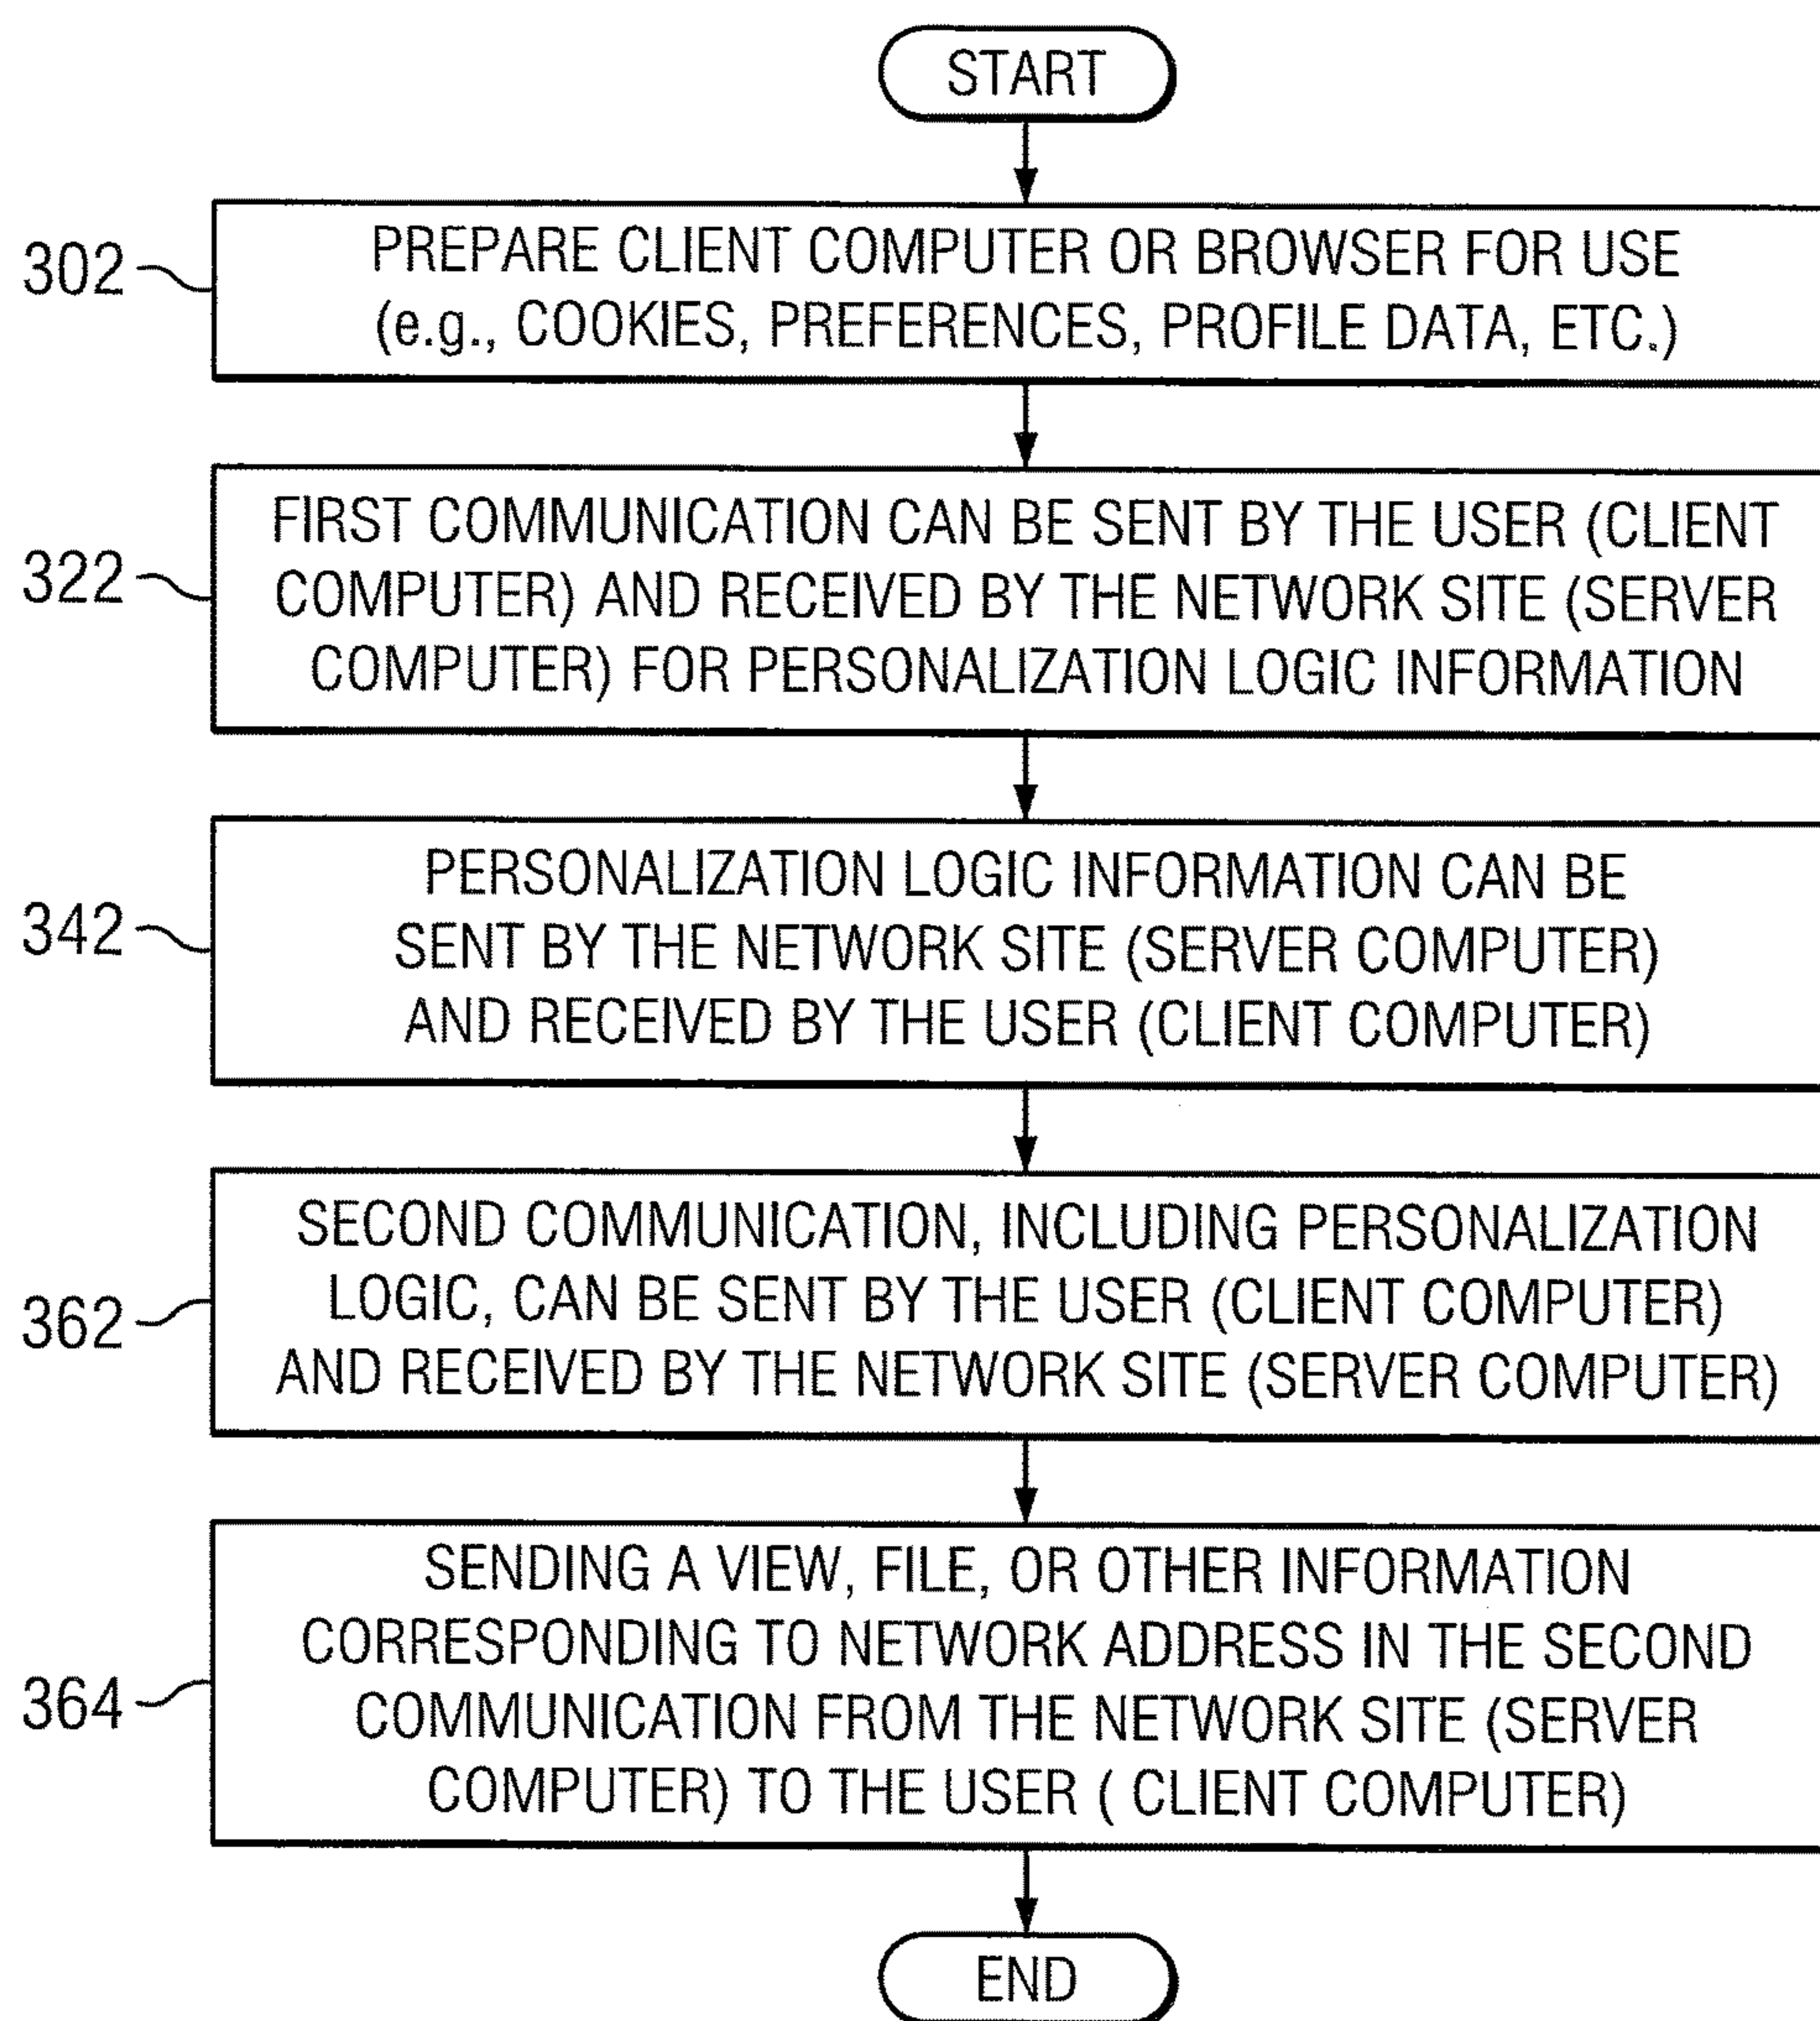 START
302
PREPARE CLIENT COMPUTER OR BROWSER FOR USE
(e.g., COOKIES, PREFERENCES, PROFILE DATA, ETC.)
322
FIRST COMMUNICATION CAN BE SENT BY THE USER (CLIENT
COMPUTER) AND RECEIVED BY THE NETWORK SITE (SERVER
COMPUTER) FOR PERSONALIZATION LOGIC INFORMATION
342
PERSONALIZATION LOGIC INFORMATION CAN BE
SENT BY THE NETWORK SITE (SERVER COMPUTER)
AND RECEIVED BY THE USER (CLIENT COMPUTER)
362
SECOND COMMUNICATION, INCLUDING PERSONALIZATION
LOGIC, CAN BE SENT BY THE USER (CLIENT COMPUTER)
AND RECEIVED BY THE NETWORK SITE (SERVER COMPUTER)
364
SENDING A VIEW, FILE, OR OTHER INFORMATION
CORRESPONDING TO NETWORK ADDRESS IN THE SECOND
COMMUNICATION FROM THE NETWORK SITE (SERVER
COMPUTER) TO THE USER ( CLIENT COMPUTER)
END